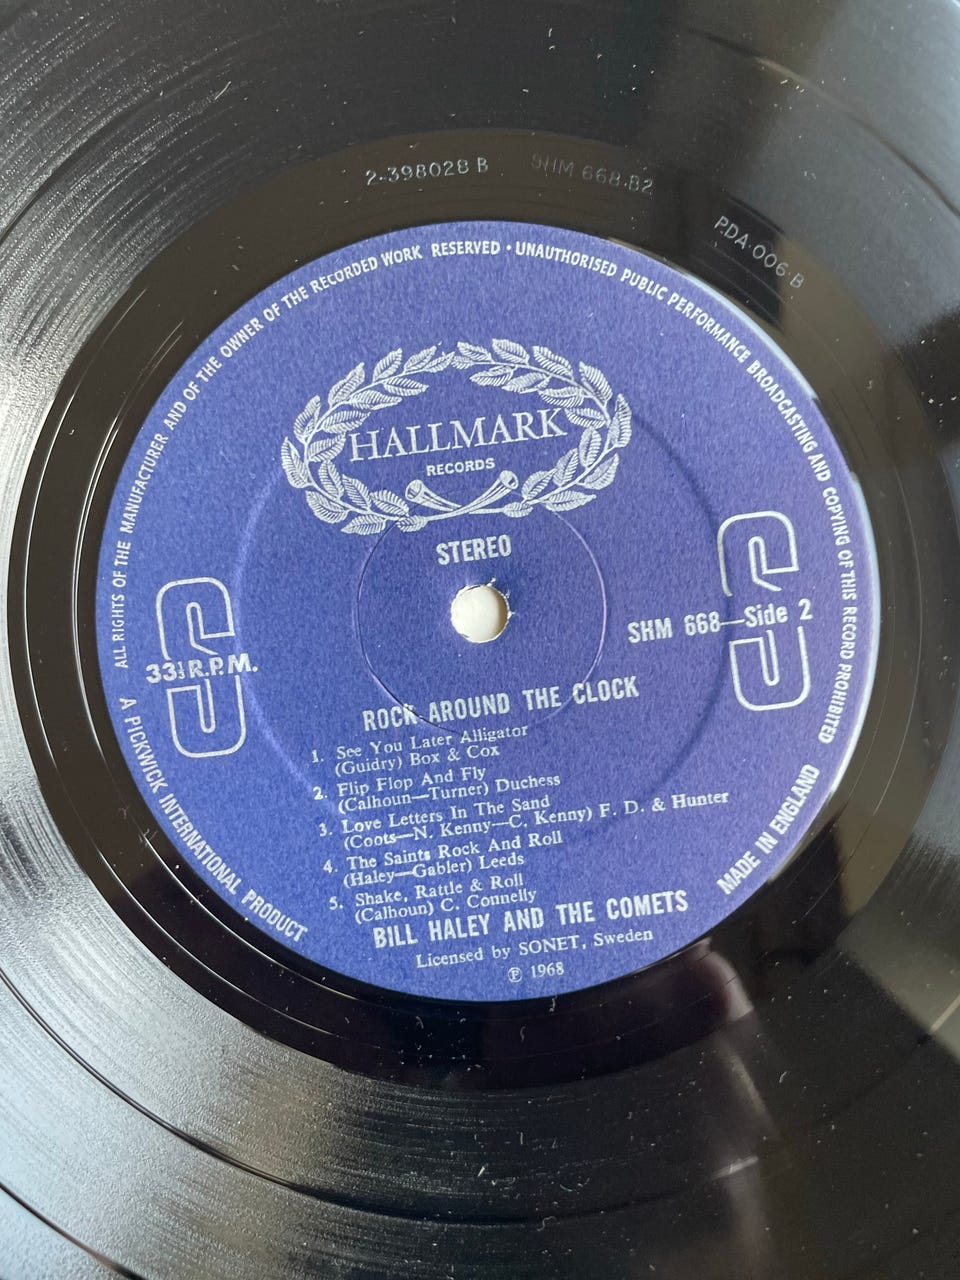 2-398028 B SHM 668.B2 PDA·006·B
ALL RIGHTS OF THE MANUFACTURER AND OF THE OWNER OF THE RECORDED WORK RESERVED • UNAUTHORISED PUBLIC PERFORMANCE BROADCASTING AND COPYING OF THIS RECORD PROHIBITED
HALLMARK
RECORDS
STEREO
S
S
SHM 668—Side 2
33⅓ R.P.M.
ROCK AROUND THE CLOCK
1. See You Later Alligator
(Guidry) Box & Cox
2. Flip Flop And Fly
(Calhoun—Turner) Duchess
3. Love Letters In The Sand
(Coots—N. Kenny—C. Kenny) F. D. & Hunter
4. The Saints Rock And Roll
(Haley—Gabler) Leeds
5. Shake, Rattle & Roll
(Calhoun) C. Connelly
BILL HALEY AND THE COMETS
Licensed by SONET, Sweden
℗ 1968
A PICKWICK INTERNATIONAL PRODUCT
MADE IN ENGLAND